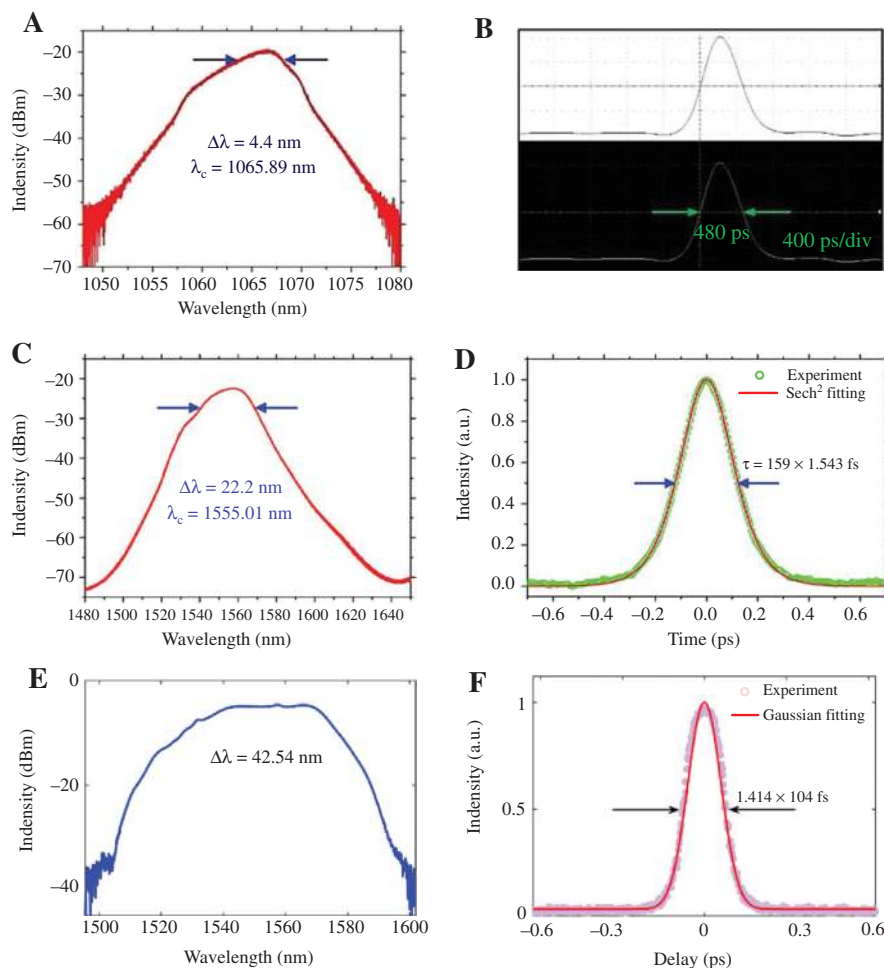 A
Indensity (dBm)
−20
−30
−40
−50
−60
−70
Δλ = 4.4 nm
λc = 1065.89 nm
1050 1055 1060 1065 1070 1075 1080
Wavelength (nm)
B
480 ps
400 ps/div
C
Indensity (dBm)
−20
−30
−40
−50
−60
−70
Δλ = 22.2 nm
λc = 1555.01 nm
1480 1500 1520 1540 1560 1580 1600 1620 1640
Wavelength (nm)
D
Indensity (a.u.)
1.0
0.8
0.6
0.4
0.2
0.0
Experiment
Sech² fitting
τ = 159 × 1.543 fs
−0.6 −0.4 −0.2 0.0 0.2 0.4 0.6
Time (ps)
E
Indensity (dBm)
0
−20
−40
Δλ = 42.54 nm
1500 1520 1540 1560 1580 1600
Wavelength (nm)
F
Indensity (a.u.)
1
0.5
0
Experiment
Gaussian fitting
1.414 × 104 fs
−0.6 −0.3 0 0.3 0.6
Delay (ps)